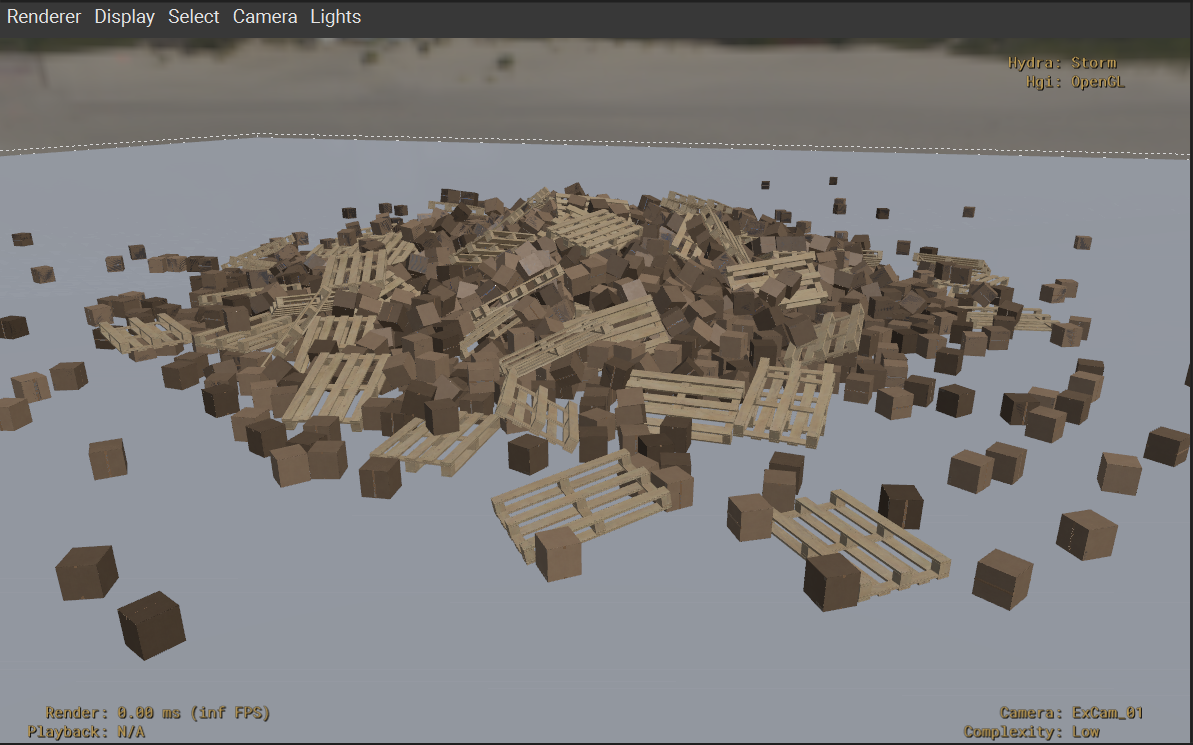 Renderer Display Select Camera Lights
Hydra: Storm
Hgi: OpenGL
Render: 0.00 ms (inf FPS)
Playback: N/A
Camera: ExCam_01
Complexity: Low